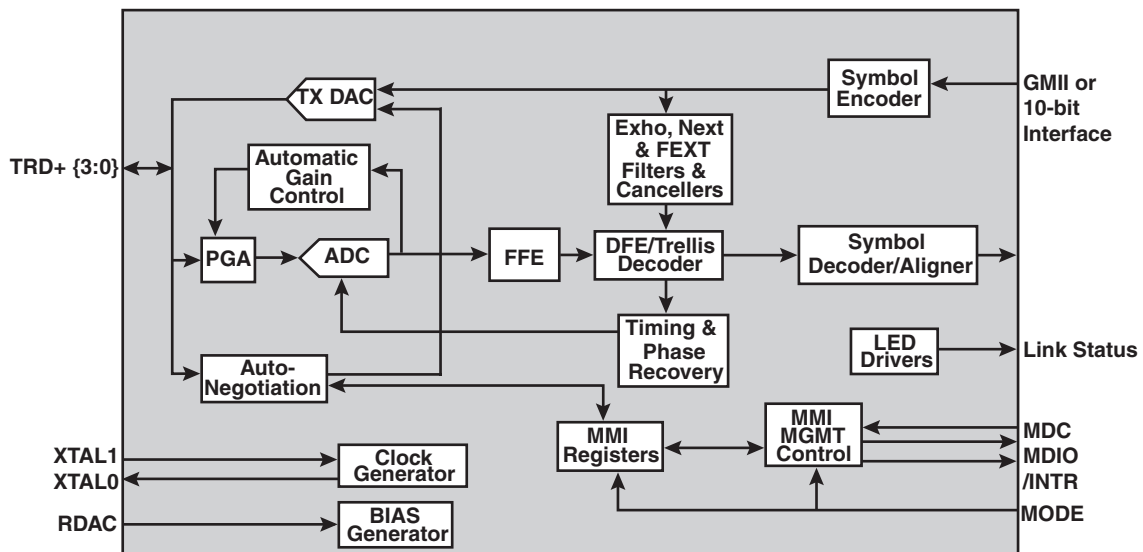 Symbol
Encoder
GMII or
10-bit
Interface
TX DAC
Exho, Next
& FEXT
Filters &
Cancellers
TRD+ {3:0}
Automatic
Gain
Control
PGA
ADC
FFE
DFE/Trellis
Decoder
Symbol
Decoder/Aligner
Timing &
Phase
Recovery
LED
Drivers
Link Status
Auto-
Negotiation
MMI
Registers
MMI
MGMT
Control
MDC
MDIO
/INTR
MODE
XTAL1
XTAL0
Clock
Generator
RDAC
BIAS
Generator